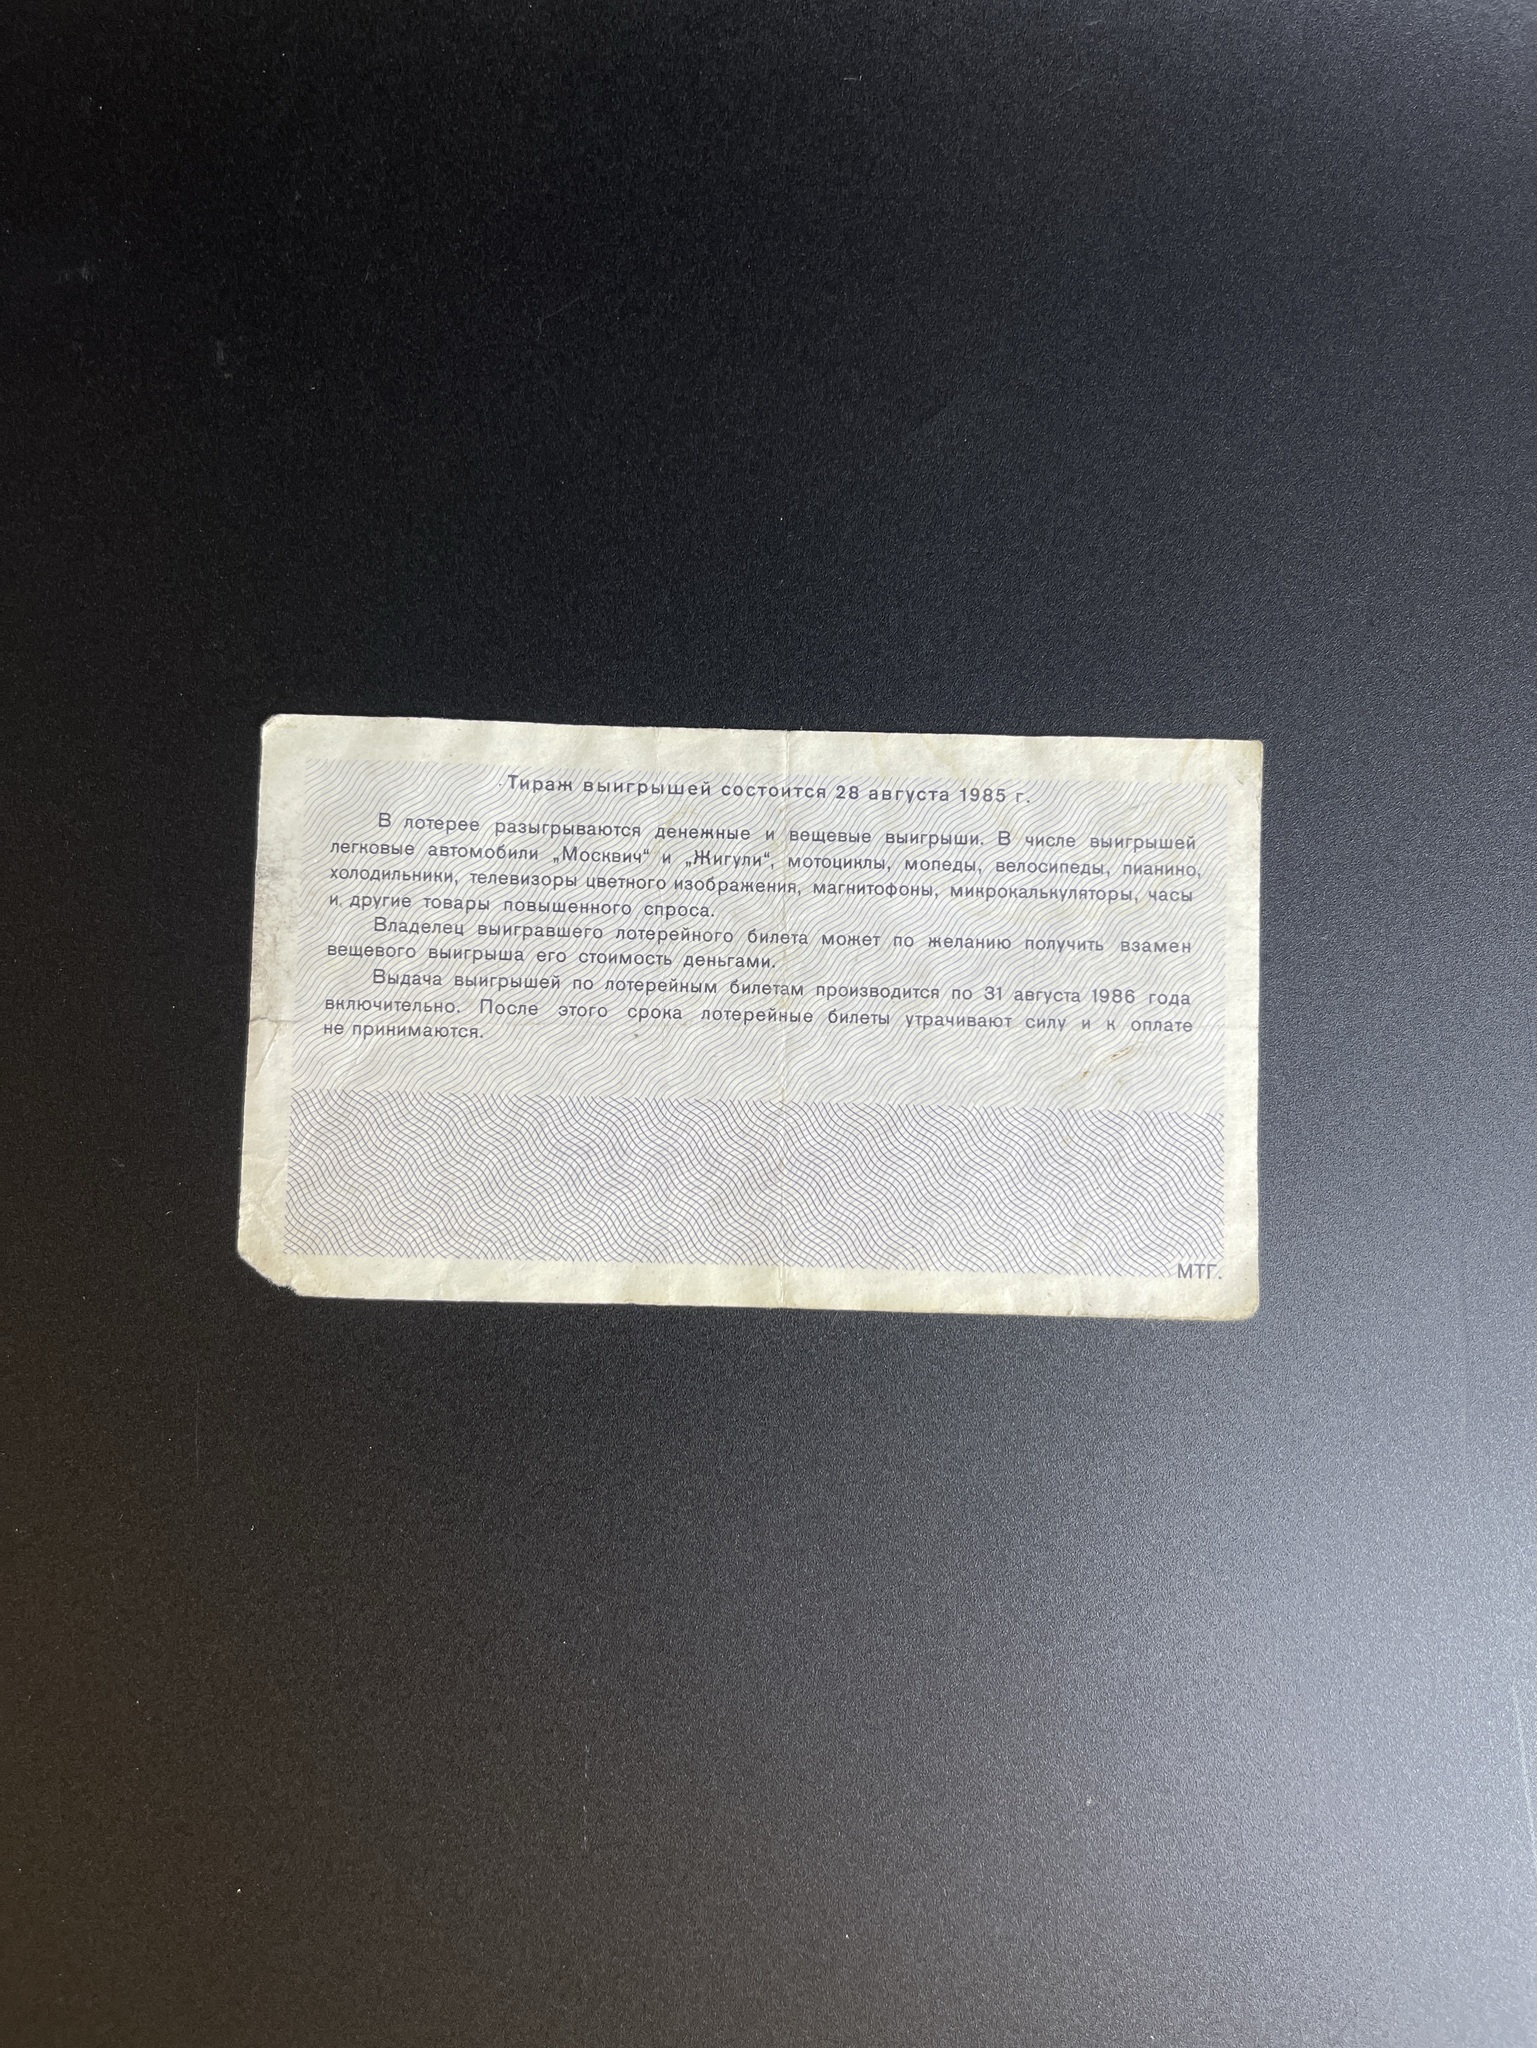 Тираж выигрышей состоится 28 августа 1985 г.
В лотерее разыгрываются денежные и вещевые выигрыши. В числе выигрышей
легковые автомобили „Москвич“ и „Жигули“, мотоциклы, мопеды, велосипеды, пианино,
холодильники, телевизоры цветного изображения, магнитофоны, микрокалькуляторы, часы
и другие товары повышенного спроса.
Владелец выигравшего лотерейного билета может по желанию получить взамен
вещевого выигрыша его стоимость деньгами.
Выдача выигрышей по лотерейным билетам производится по 31 августа 1986 года
включительно. После этого срока лотерейные билеты утрачивают силу и к оплате
не принимаются.
МТГ.